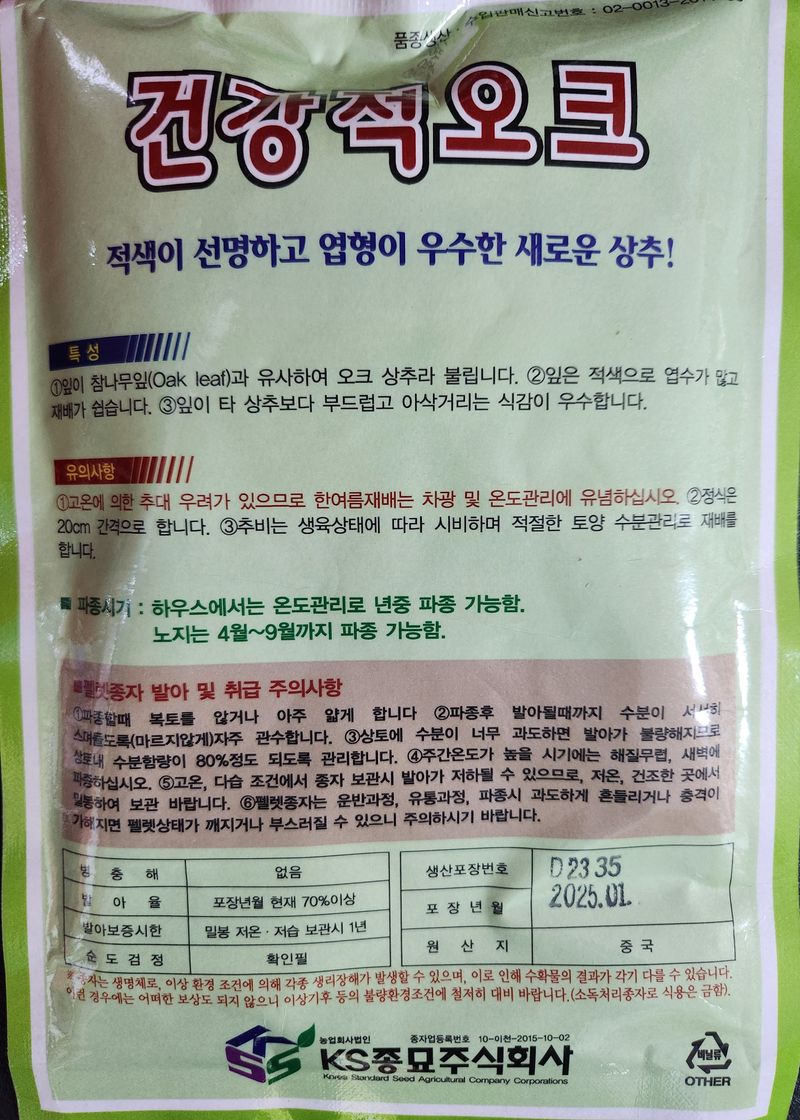 품종생산 · 수입판매신고번호 : 02-0013-
건강적오크
적색이 선명하고 엽형이 우수한 새로운 상추!
특 성
①잎이 참나무잎(Oak leaf)과 유사하여 오크 상추라 불립니다. ②잎은 적색으로 엽수가 많고
재배가 쉽습니다. ③잎이 타 상추보다 부드럽고 아삭거리는 식감이 우수합니다.
유의사항
①고온에 의한 추대 우려가 있으므로 한여름재배는 차광 및 온도관리에 유념하십시오. ②정식은
20cm 간격으로 합니다. ③추비는 생육상태에 따라 시비하며 적절한 토양 수분관리로 재배를
합니다.
■ 파종시기 : 하우스에서는 온도관리로 년중 파종 가능함.
노지는 4월~9월까지 파종 가능함.
■펠렛종자 발아 및 취급 주의사항
①파종할때 복토를 않거나 아주 얇게 합니다 ②파종후 발아될때까지 수분이 서서히
스며들도록(마르지않게)자주 관수합니다. ③상토에 수분이 너무 과도하면 발아가 불량해지므로
상토내 수분함량이 80%정도 되도록 관리합니다. ④주간온도가 높을 시기에는 해질무렵, 새벽에
파종하십시오. ⑤고온, 다습 조건에서 종자 보관시 발아가 저하될 수 있으므로, 저온, 건조한 곳에서
밀봉하여 보관 바랍니다. ⑥펠렛종자는 운반과정, 유통과정, 파종시 과도하게 흔들리거나 충격이
가해지면 펠렛상태가 깨지거나 부스러질 수 있으니 주의하시기 바랍니다.
병 충 해 없음
발 아 율 포장년월 현재 70%이상
발아보증시한 밀봉 저온 · 저습 보관시 1년
순 도 검 정 확인필
생산포장번호 D2335
포 장 년 월 2025.01.
원 산 지 중 국
※종자는 생명체로, 이상 환경 조건에 의해 각종 생리장해가 발생할 수 있으며, 이로 인해 수확물의 결과가 각기 다를 수 있습니다.
이런 경우에는 어떠한 보상도 되지 않으니 이상기후 등의 불량환경조건에 철저히 대비 바랍니다.(소독처리종자로 식용은 금함).
농업회사법인 종자업등록번호 10-이천-2015-10-02
KS종묘주식회사
Korea Standard Seed Agricultural Company Corporations
비닐류
OTHER